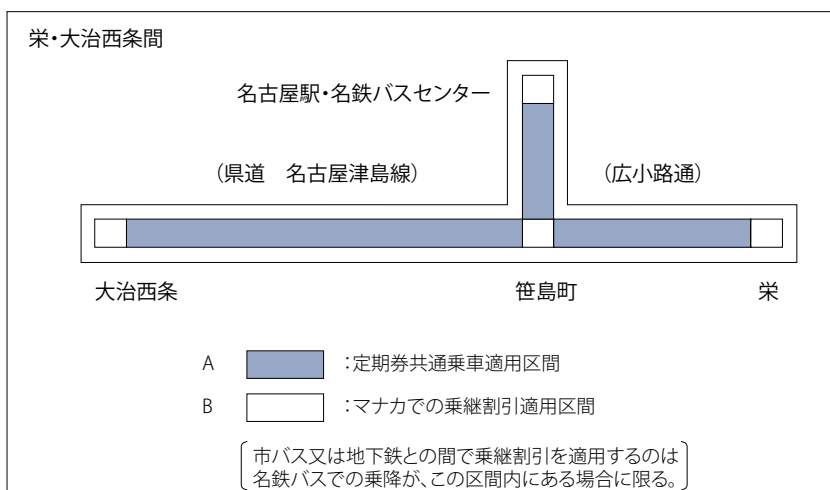 栄・大治西条間
名古屋駅・名鉄バスセンター
（県道　名古屋津島線）
（広小路通）
大治西条
笹島町
栄
A ：定期券共通乗車適用区間
B ：マナカでの乗継割引適用区間
市バス又は地下鉄との間で乗継割引を適用するのは
名鉄バスでの乗降が、この区間内にある場合に限る。